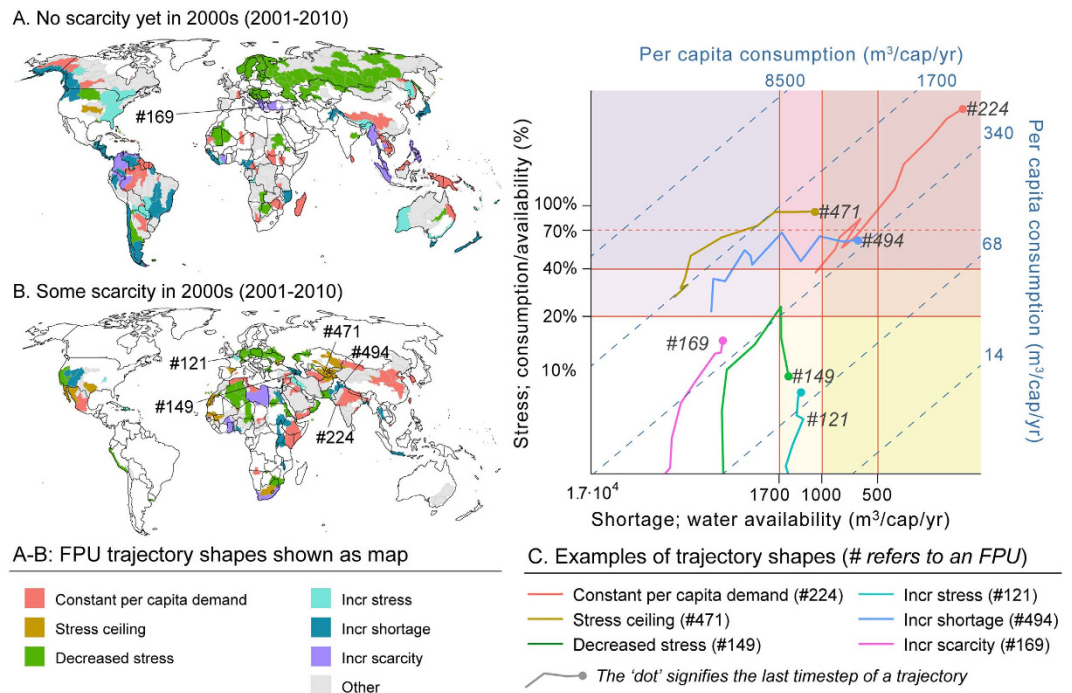 A. No scarcity yet in 2000s (2001-2010)
#169
B. Some scarcity in 2000s (2001-2010)
#471
#494
#121
#149
#224
A-B: FPU trajectory shapes shown as map
Constant per capita demand
Stress ceiling
Decreased stress
Incr stress
Incr shortage
Incr scarcity
Other
Per capita consumption (m³/cap/yr)
8500
1700
340
68
14
Per capita consumption (m³/cap/yr)
Stress; consumption/availability (%)
100%
70%
40%
20%
10%
#224
#471
#494
#169
#149
#121
1.7·10⁴
1700
1000
500
Shortage; water availability (m³/cap/yr)
C. Examples of trajectory shapes (# refers to an FPU)
Constant per capita demand (#224)
Stress ceiling (#471)
Decreased stress (#149)
Incr stress (#121)
Incr shortage (#494)
Incr scarcity (#169)
The 'dot' signifies the last timestep of a trajectory